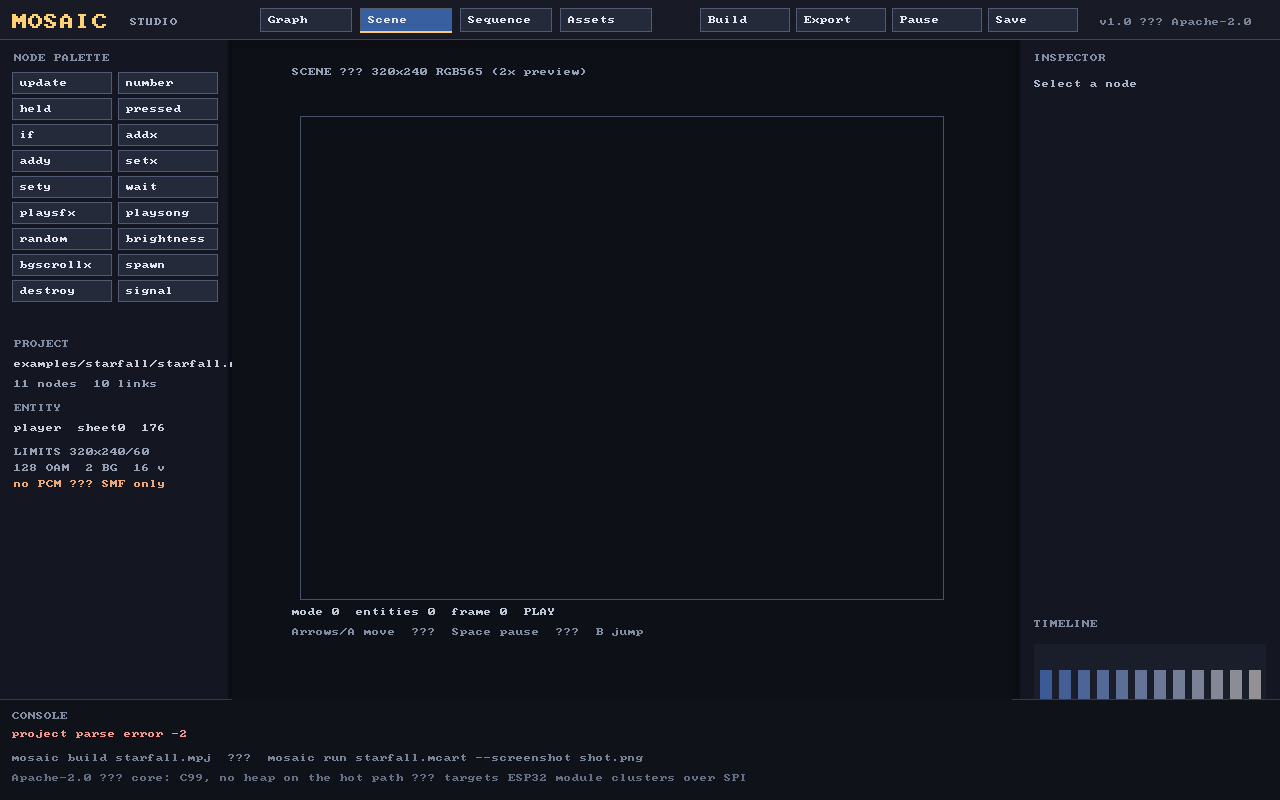 MOSAIC STUDIO Graph Scene Sequence Assets Build Export Pause Save v1.0 ??? Apache-2.0
NODE PALETTE
update number
held pressed
if addx
addy setx
sety wait
playsfx playsong
random brightness
bgscrollx spawn
destroy signal
PROJECT
examples/starfall/starfall.
11 nodes 10 links
ENTITY
player sheet0 176
LIMITS 320x240/60
128 OAM 2 BG 16 v
no PCM ??? SMF only
SCENE ??? 320x240 RGB565 (2x preview)
mode 0 entities 0 frame 0 PLAY
Arrows/A move ??? Space pause ??? B jump
INSPECTOR
Select a node
TIMELINE
CONSOLE
project parse error -2
mosaic build starfall.mpj ??? mosaic run starfall.mcart --screenshot shot.png
Apache-2.0 ??? core: C99, no heap on the hot path ??? targets ESP32 module clusters over SPI